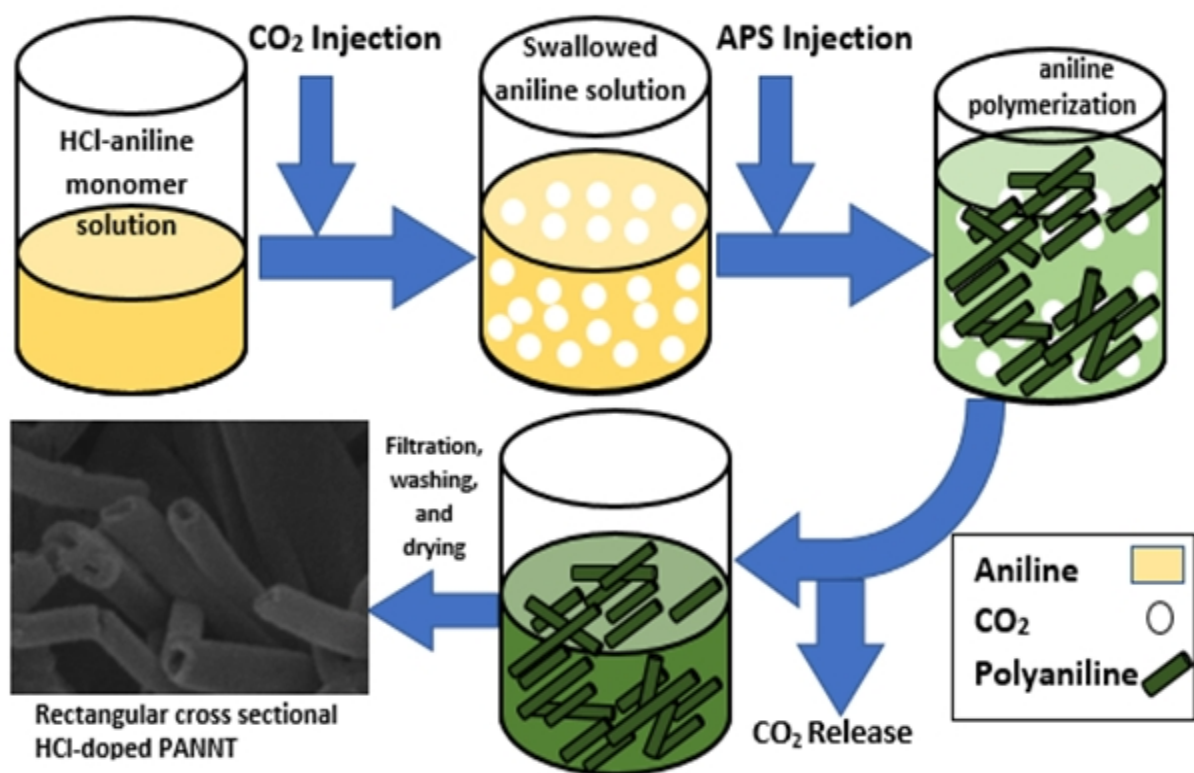 CO₂ Injection
APS Injection
HCl-aniline
monomer
solution
Swallowed
aniline solution
aniline
polymerization
Filtration,
washing,
and
drying
CO₂ Release
Aniline
CO₂
Polyaniline
Rectangular cross sectional
HCl-doped PANNT